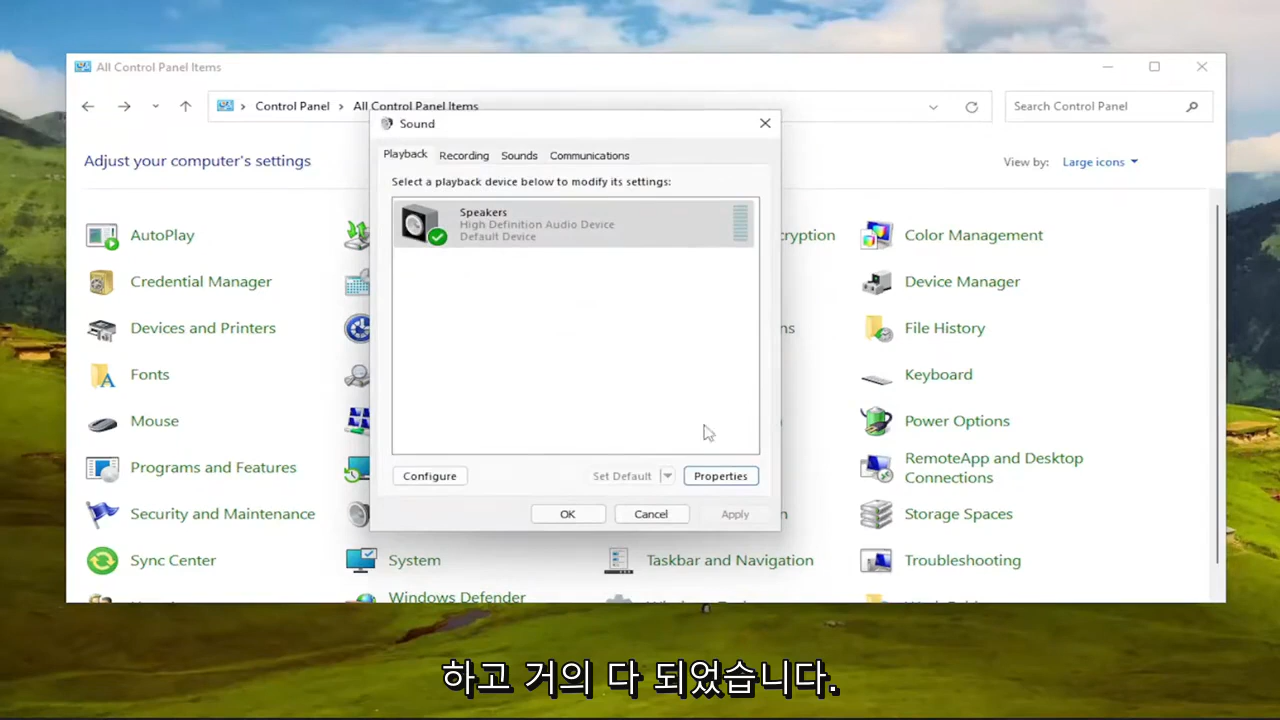 All Control Panel Items
Control Panel > All Control Panel Items
Search Control Panel
Adjust your computer's settings
View by: Large icons
Sound
Playback Recording Sounds Communications
Select a playback device below to modify its settings:
Speakers
High Definition Audio Device
Default Device
Configure Set Default Properties
OK Cancel Apply
AutoPlay
Color Management
Credential Manager
Device Manager
Devices and Printers
File History
Fonts
Keyboard
Mouse
Power Options
Programs and Features
RemoteApp and Desktop
Connections
Security and Maintenance
Storage Spaces
Sync Center
System
Taskbar and Navigation
Troubleshooting
Windows Defender
하고 거의 다 되었습니다.